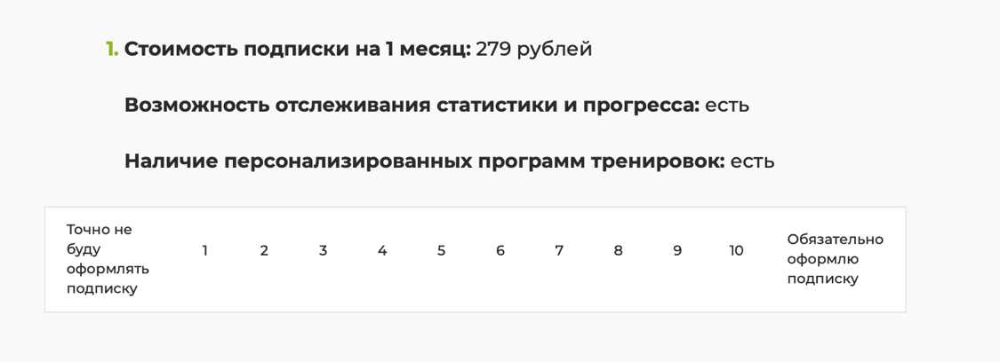 1. Стоимость подписки на 1 месяц: 279 рублей
Возможность отслеживания статистики и прогресса: есть
Наличие персонализированных программ тренировок: есть
Точно не
буду
оформлять
подписку
1 2 3 4 5 6 7 8 9 10
Обязательно
оформлю
подписку